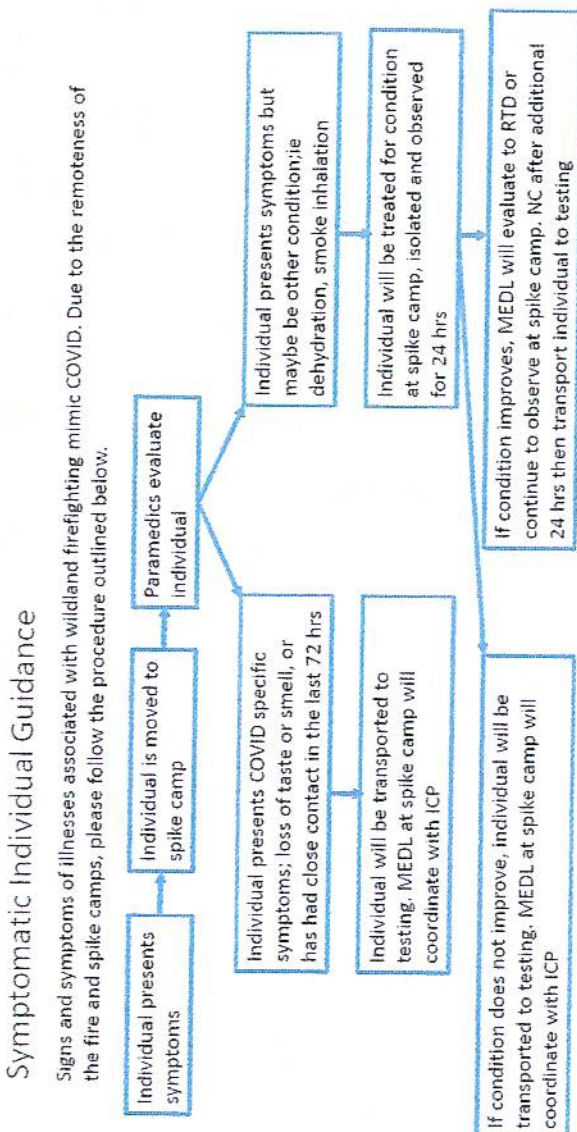 Symptomatic Individual Guidance
Signs and symptoms of illnesses associated with wildland firefighting mimic COVID. Due to the remoteness of
the fire and spike camps, please follow the procedure outlined below.
Individual presents
symptoms
Individual is moved to
spike camp
Paramedics evaluate
individual
Individual presents COVID specific
symptoms; loss of taste or smell, or
has had close contact in the last 72 hrs
Individual presents symptoms but
maybe be other condition;ie
dehydration, smoke inhalation
Individual will be transported to
testing. MEDL at spike camp will
coordinate with ICP
Individual will be treated for condition
at spike camp, isolated and observed
for 24 hrs
If condition does not improve, individual will be
transported to testing. MEDL at spike camp will
coordinate with ICP
If condition improves, MEDL will evaluate to RTD or
continue to observe at spike camp. NC after additional
24 hrs then transport individual to testing